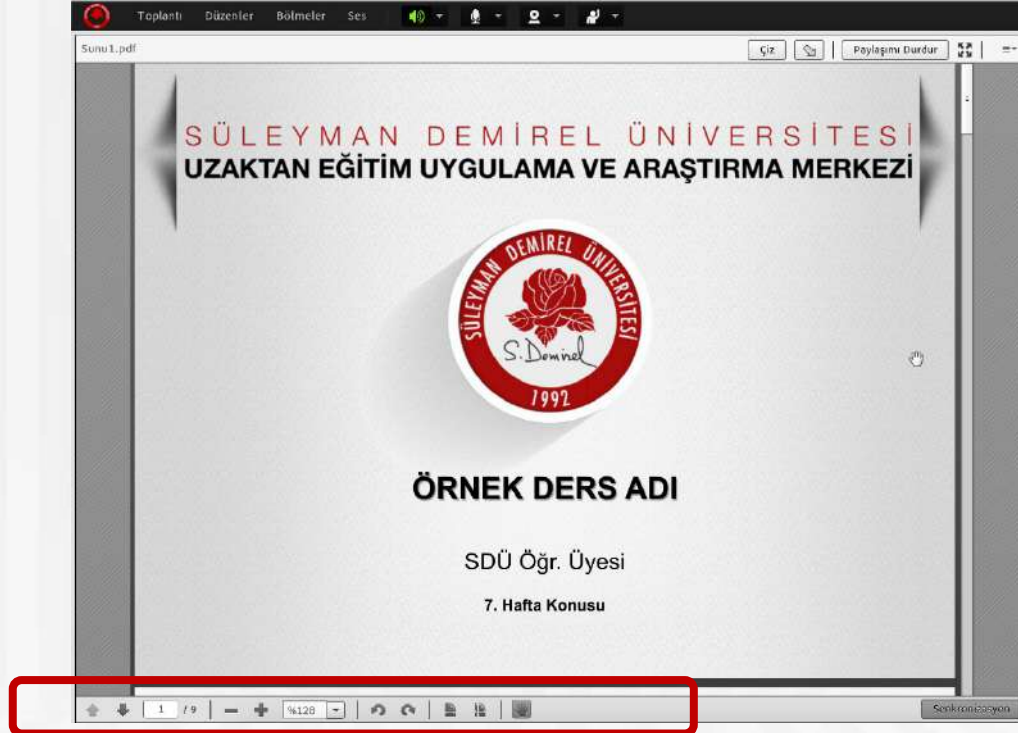 Toplantı Düzenler Bölmeler Ses
Sunu1.pdf
Çiz
Paylaşımı Durdur
SÜLEYMAN DEMİREL ÜNİVERSİTESİ
UZAKTAN EĞİTİM UYGULAMA VE ARAŞTIRMA MERKEZİ
SÜLEYMAN DEMİREL ÜNİVERSİTESİ
S. Demirel
1992
ÖRNEK DERS ADI
SDÜ Öğr. Üyesi
7. Hafta Konusu
1 / 9 %128
Senkronizasyon